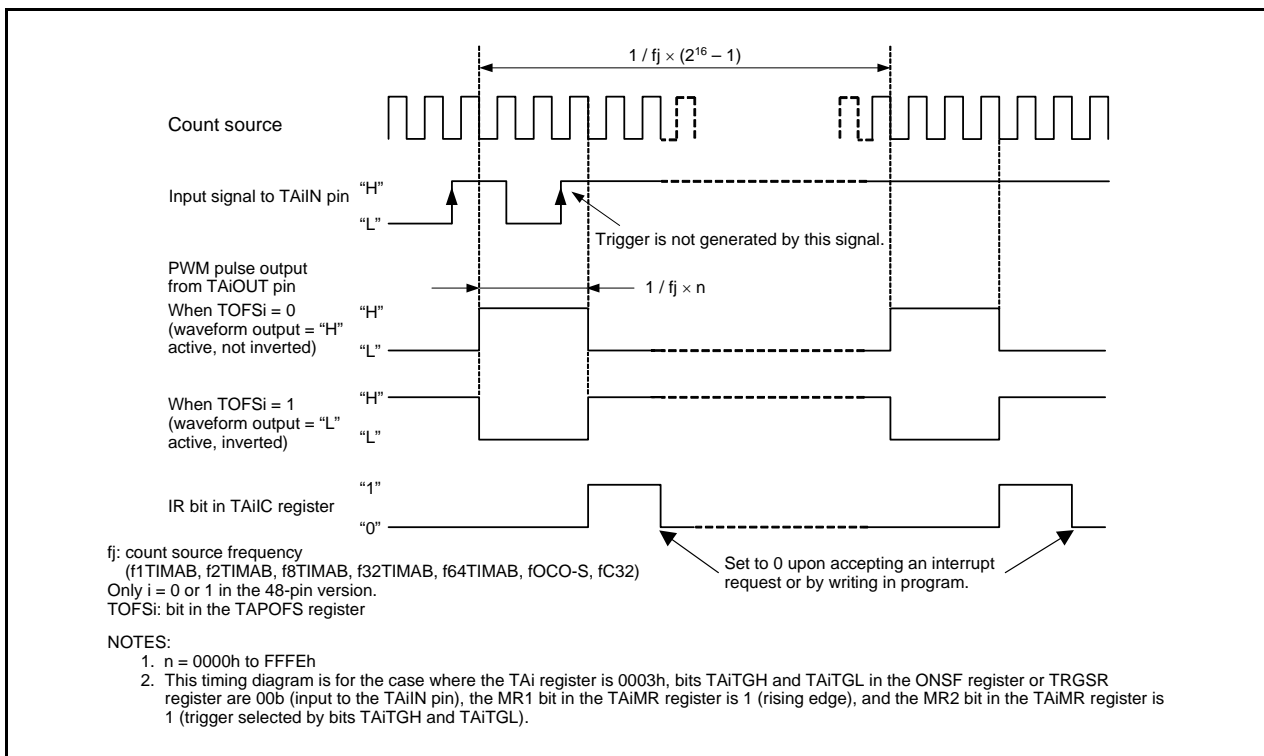 1 / fj × (2¹⁶ – 1)
Count source
Input signal to TAiIN pin
“H”
“L”
Trigger is not generated by this signal.
PWM pulse output
from TAiOUT pin
1 / fj × n
When TOFSi = 0
(waveform output = “H”
active, not inverted)
“H”
“L”
When TOFSi = 1
(waveform output = “L”
active, inverted)
“H”
“L”
IR bit in TAiIC register
“1”
“0”
Set to 0 upon accepting an interrupt
request or by writing in program.
fj: count source frequency
(f1TIMAB, f2TIMAB, f8TIMAB, f32TIMAB, f64TIMAB, fOCO-S, fC32)
Only i = 0 or 1 in the 48-pin version.
TOFSi: bit in the TAPOFS register
NOTES:
1. n = 0000h to FFFEh
2. This timing diagram is for the case where the TAi register is 0003h, bits TAiTGH and TAiTGL in the ONSF register or TRGSR
register are 00b (input to the TAiIN pin), the MR1 bit in the TAiMR register is 1 (rising edge), and the MR2 bit in the TAiMR register is
1 (trigger selected by bits TAiTGH and TAiTGL).